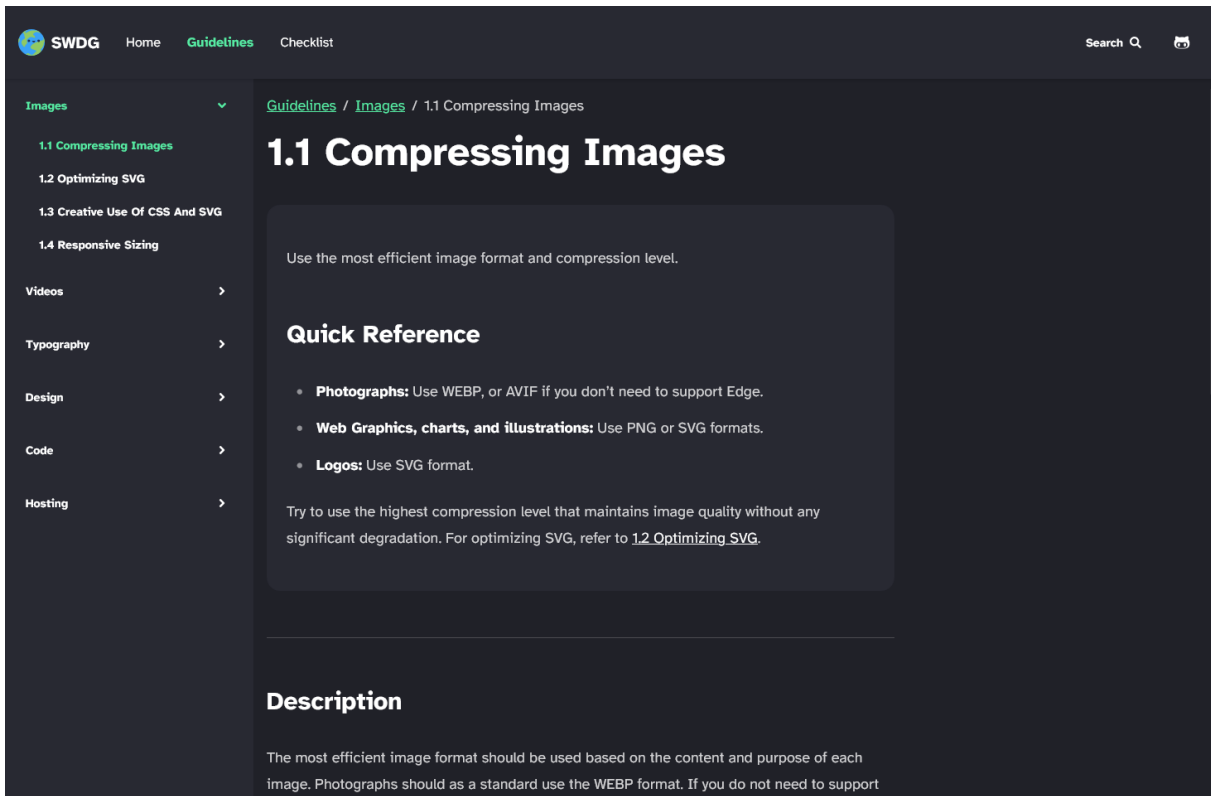 SWDG
Home
Guidelines
Checklist
Search
Images
1.1 Compressing Images
1.2 Optimizing SVG
1.3 Creative Use Of CSS And SVG
1.4 Responsive Sizing
Videos
Typography
Design
Code
Hosting
Guidelines / Images / 1.1 Compressing Images
1.1 Compressing Images
Use the most efficient image format and compression level.
Quick Reference
• Photographs: Use WEBP, or AVIF if you don’t need to support Edge.
• Web Graphics, charts, and illustrations: Use PNG or SVG formats.
• Logos: Use SVG format.
Try to use the highest compression level that maintains image quality without any
significant degradation. For optimizing SVG, refer to 1.2 Optimizing SVG.
Description
The most efficient image format should be used based on the content and purpose of each
image. Photographs should as a standard use the WEBP format. If you do not need to support